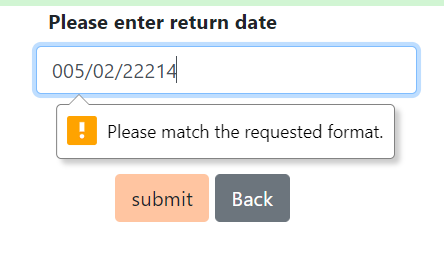 Please enter return date
005/02/22214
Please match the requested format.
submit Back